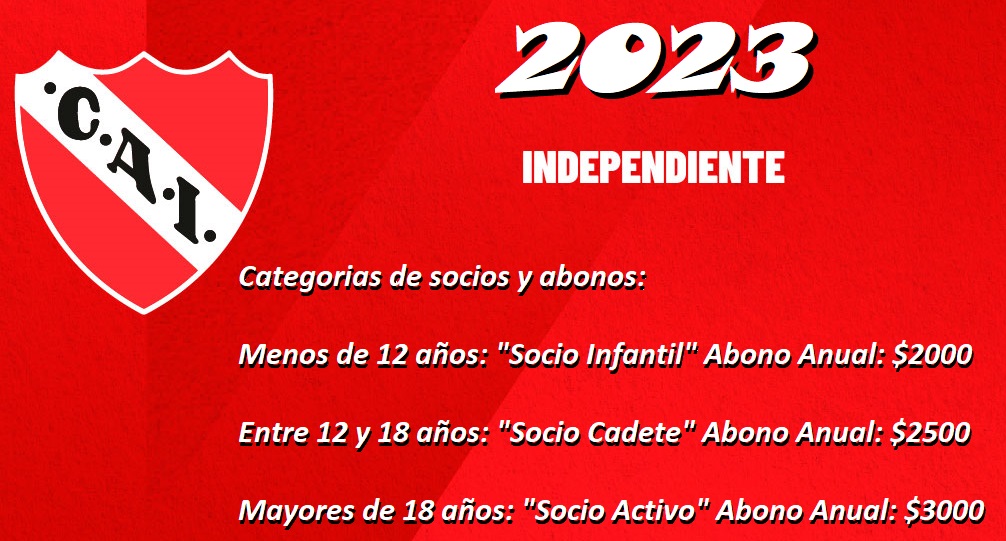 2023
.C.A.I.
INDEPENDIENTE
Categorias de socios y abonos:
Menos de 12 años: "Socio Infantil" Abono Anual: $2000
Entre 12 y 18 años: "Socio Cadete" Abono Anual: $2500
Mayores de 18 años: "Socio Activo" Abono Anual: $3000